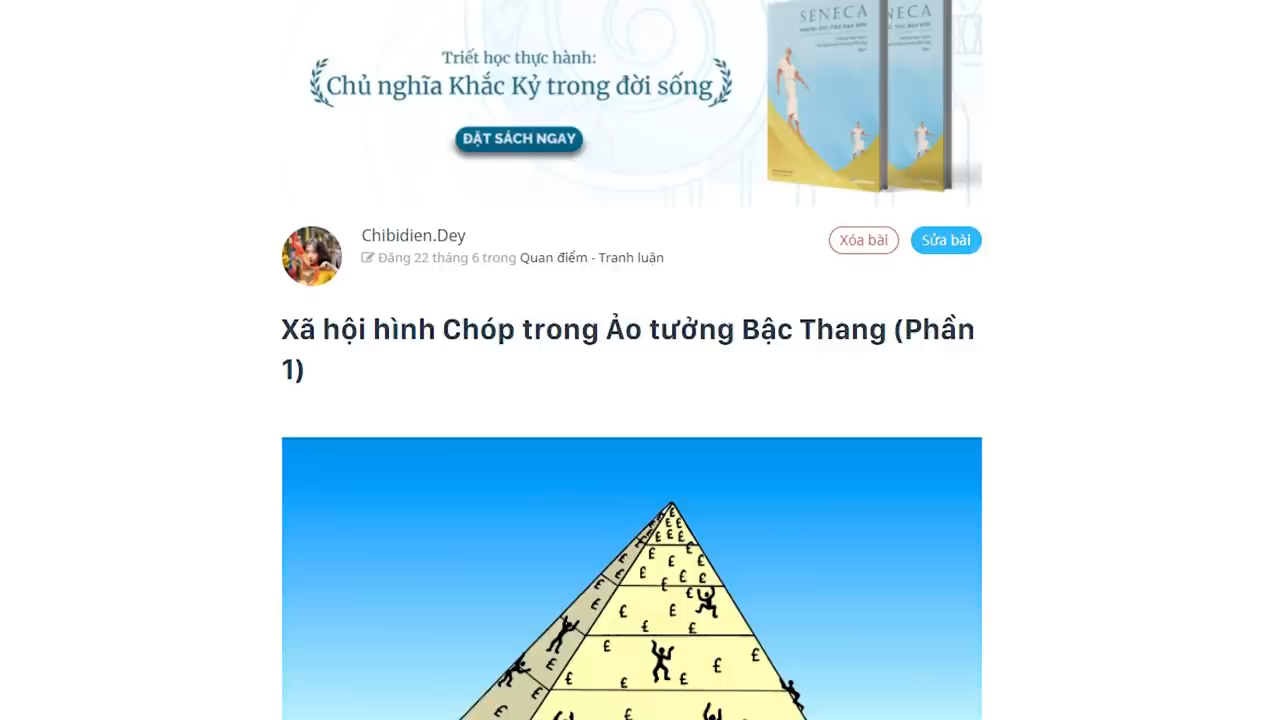 SENECA
Triết học thực hành:
Chủ nghĩa Khắc Kỷ trong đời sống
ĐẶT SÁCH NGAY
Chibidien.Dey
Đăng 22 tháng 6 trong Quan điểm - Tranh luận
Xóa bài
Sửa bài
Xã hội hình Chóp trong Ảo tưởng Bậc Thang (Phần
1)